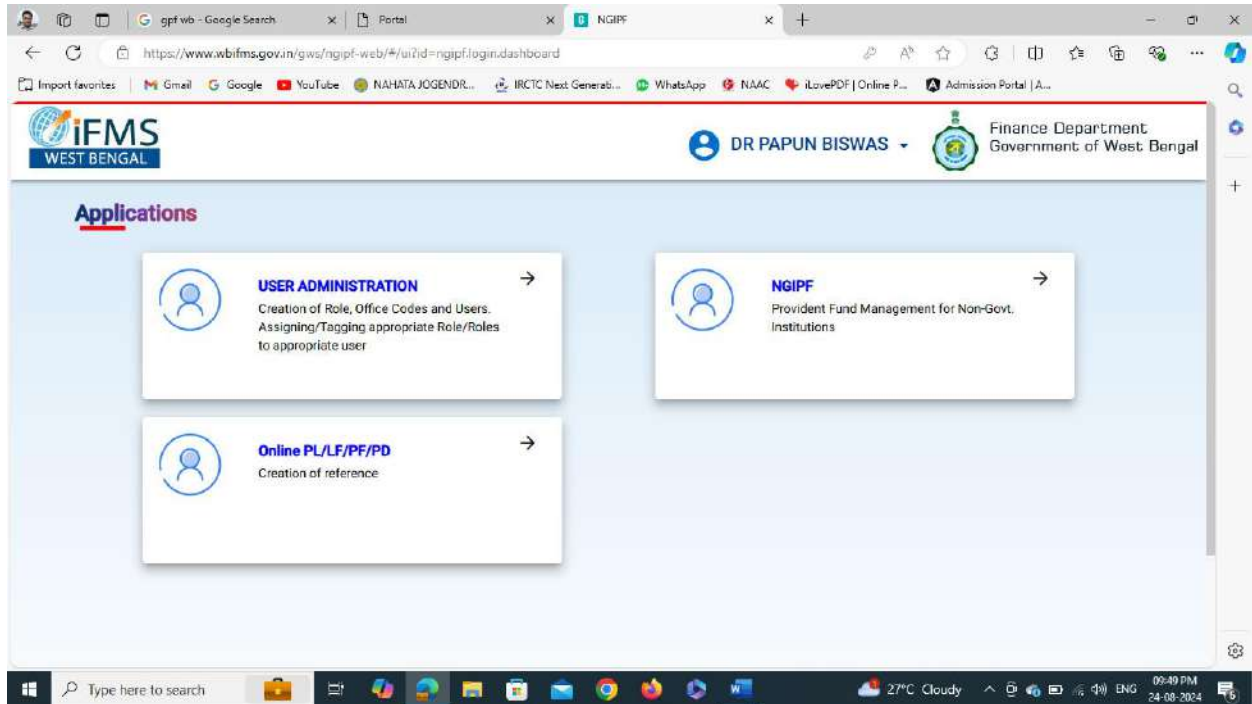 gpf wb - Google Search
Portal
NGIPF
https://www.wbifms.gov.in/gws/ngipf-web/#/ui?id=ngipf.login.dashboard
Import favorites
Gmail
Google
YouTube
NAHATA JOGENDR...
IRCTC Next Generati...
WhatsApp
NAAC
iLovePDF | Online P...
Admission Portal | A...
iFMS
WEST BENGAL
DR PAPUN BISWAS
Finance Department
Government of West Bengal
Applications
USER ADMINISTRATION
Creation of Role, Office Codes and Users.
Assigning/Tagging appropriate Role/Roles
to appropriate user
NGIPF
Provident Fund Management for Non-Govt.
Institutions
Online PL/LF/PF/PD
Creation of reference
Type here to search
27°C Cloudy
ENG
09:49 PM
24-08-2024
6